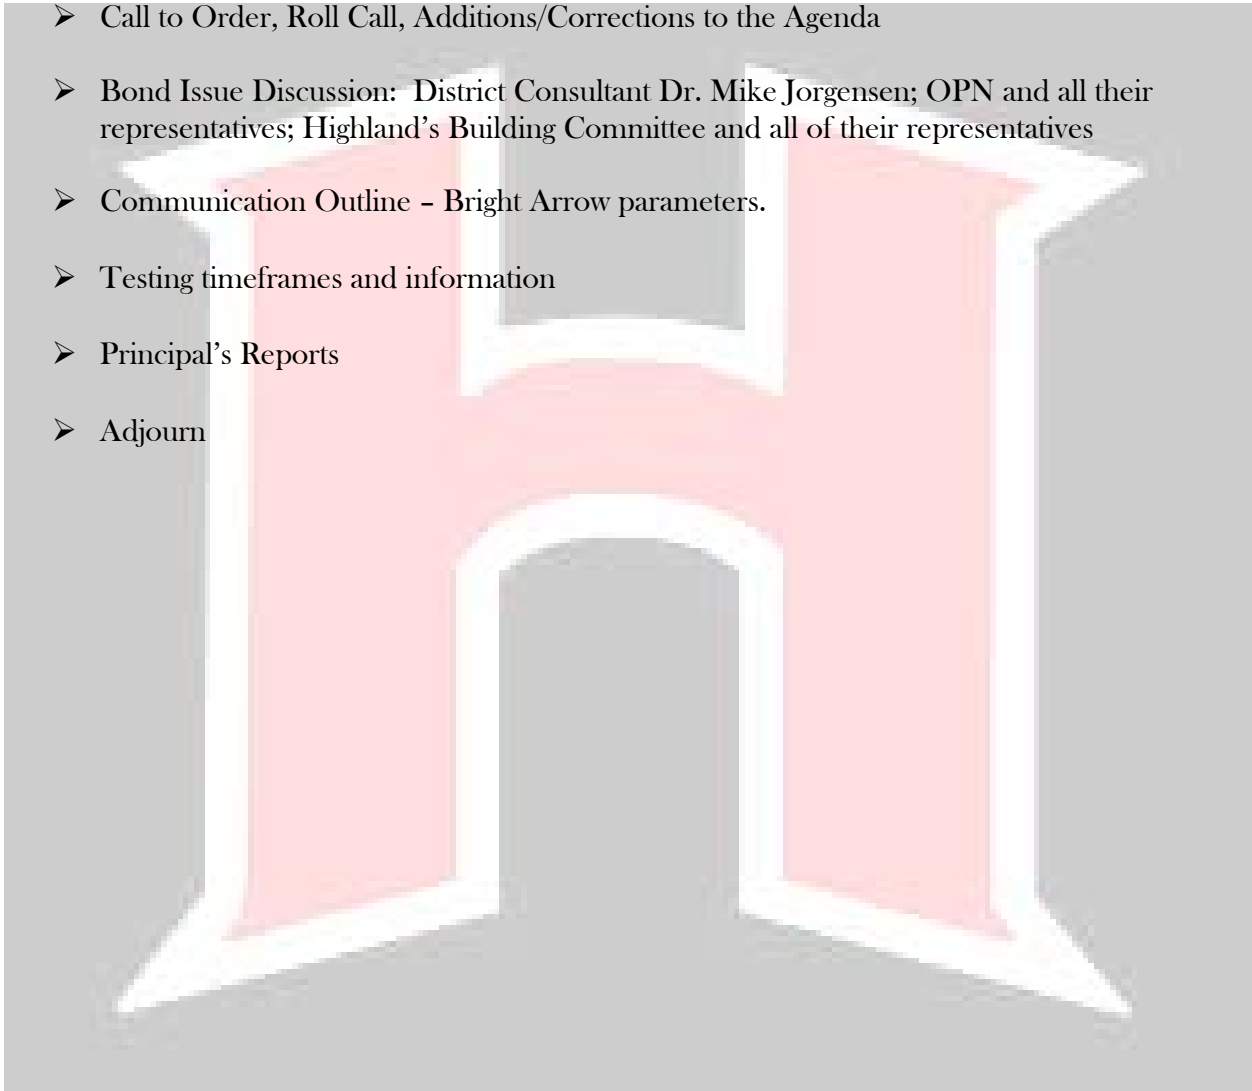 ➢ Call to Order, Roll Call, Additions/Corrections to the Agenda
➢ Bond Issue Discussion:  District Consultant Dr. Mike Jorgensen; OPN and all their
representatives; Highland’s Building Committee and all of their representatives
➢ Communication Outline – Bright Arrow parameters.
➢ Testing timeframes and information
➢ Principal’s Reports
➢ Adjourn
H